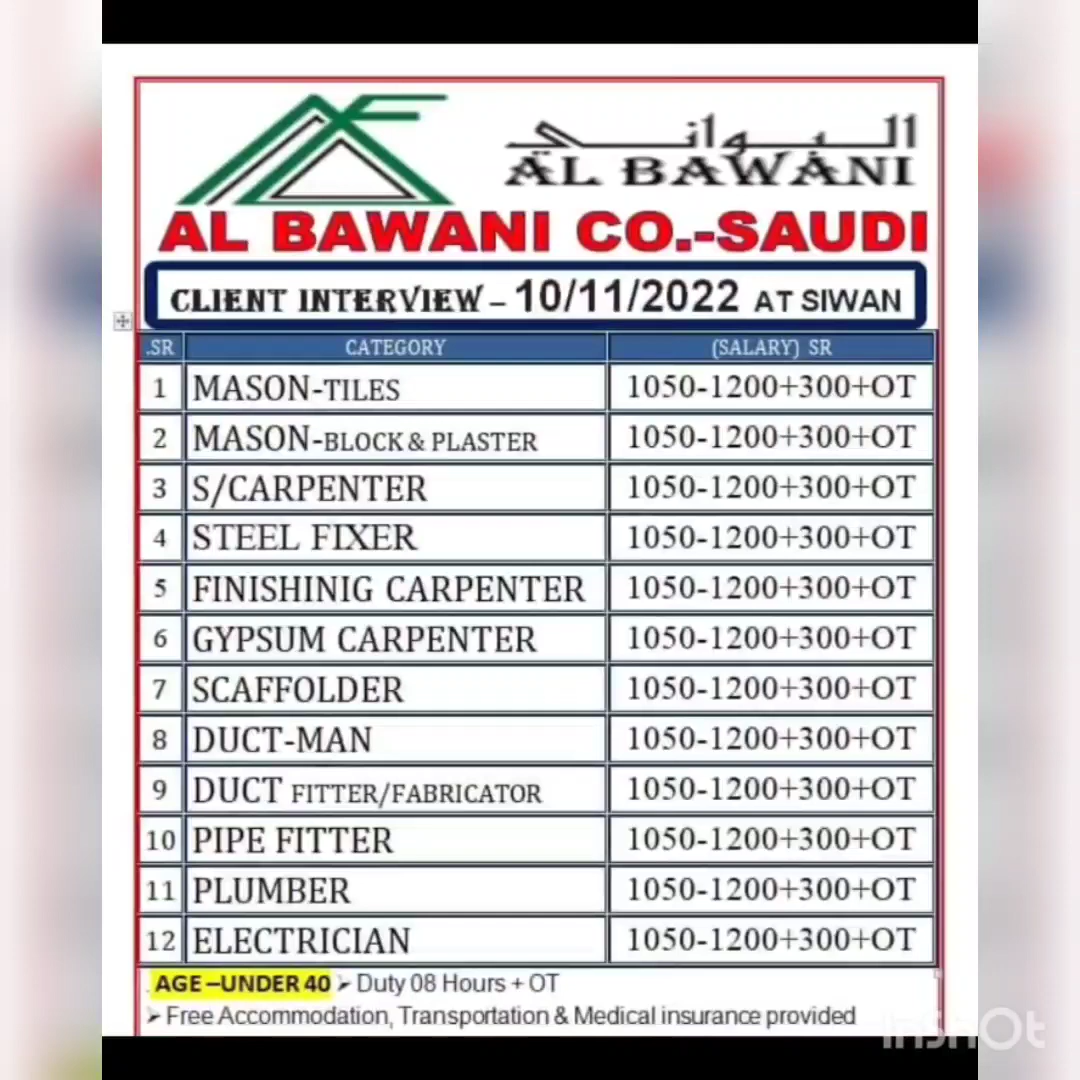 البواني
AL BAWANI
AL BAWANI CO.-SAUDI
CLIENT INTERVIEW – 10/11/2022 AT SIWAN
.SR CATEGORY (SALARY) SR
1 MASON-TILES 1050-1200+300+OT
2 MASON-BLOCK & PLASTER 1050-1200+300+OT
3 S/CARPENTER 1050-1200+300+OT
4 STEEL FIXER 1050-1200+300+OT
5 FINISHINIG CARPENTER 1050-1200+300+OT
6 GYPSUM CARPENTER 1050-1200+300+OT
7 SCAFFOLDER 1050-1200+300+OT
8 DUCT-MAN 1050-1200+300+OT
9 DUCT FITTER/FABRICATOR 1050-1200+300+OT
10 PIPE FITTER 1050-1200+300+OT
11 PLUMBER 1050-1200+300+OT
12 ELECTRICIAN 1050-1200+300+OT
AGE –UNDER 40 ➢ Duty 08 Hours + OT
➢ Free Accommodation, Transportation & Medical insurance provided
InShOt